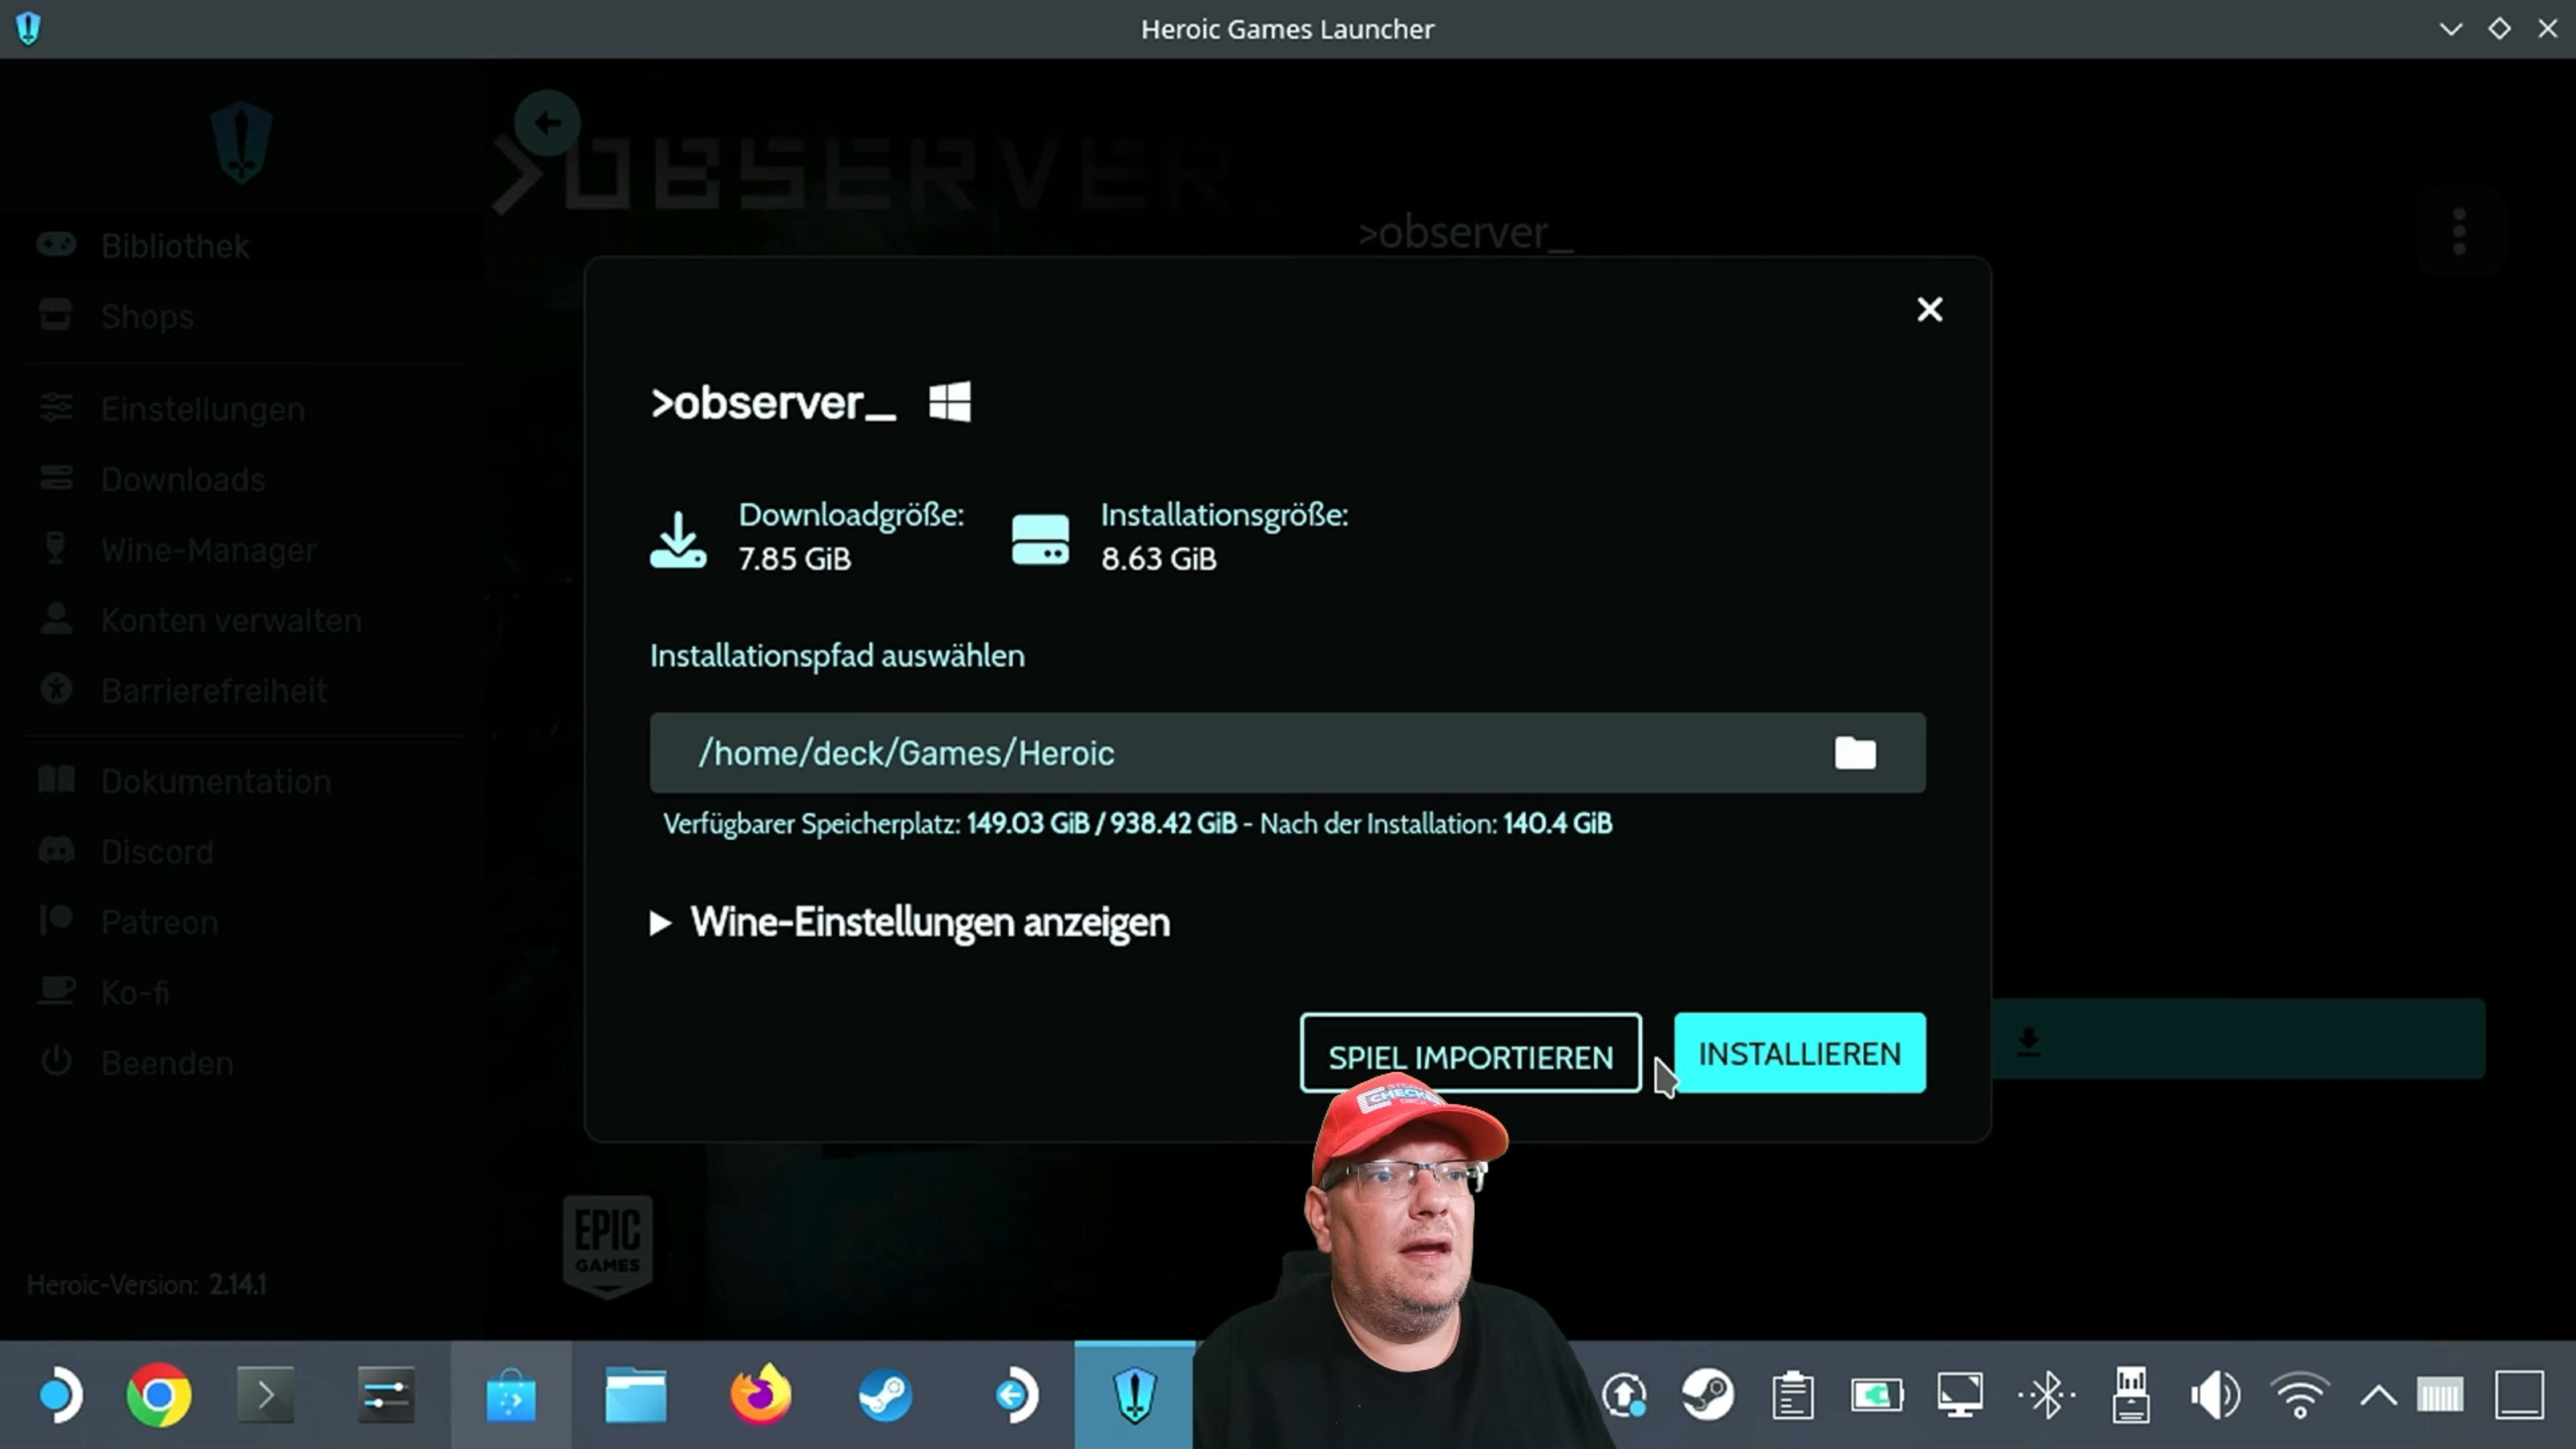 Heroic Games Launcher
>OBSERVER_
>observer_
Bibliothek
Shops
Einstellungen
Downloads
Wine-Manager
Konten verwalten
Barrierefreiheit
Dokumentation
Discord
Patreon
Ko-fi
Beenden
Heroic-Version: 2.14.1
>observer_
Downloadgröße:
7.85 GiB
Installationsgröße:
8.63 GiB
Installationspfad auswählen
/home/deck/Games/Heroic
Verfügbarer Speicherplatz: 149.03 GiB / 938.42 GiB - Nach der Installation: 140.4 GiB
Wine-Einstellungen anzeigen
SPIEL IMPORTIEREN
INSTALLIEREN
EPIC
GAMES